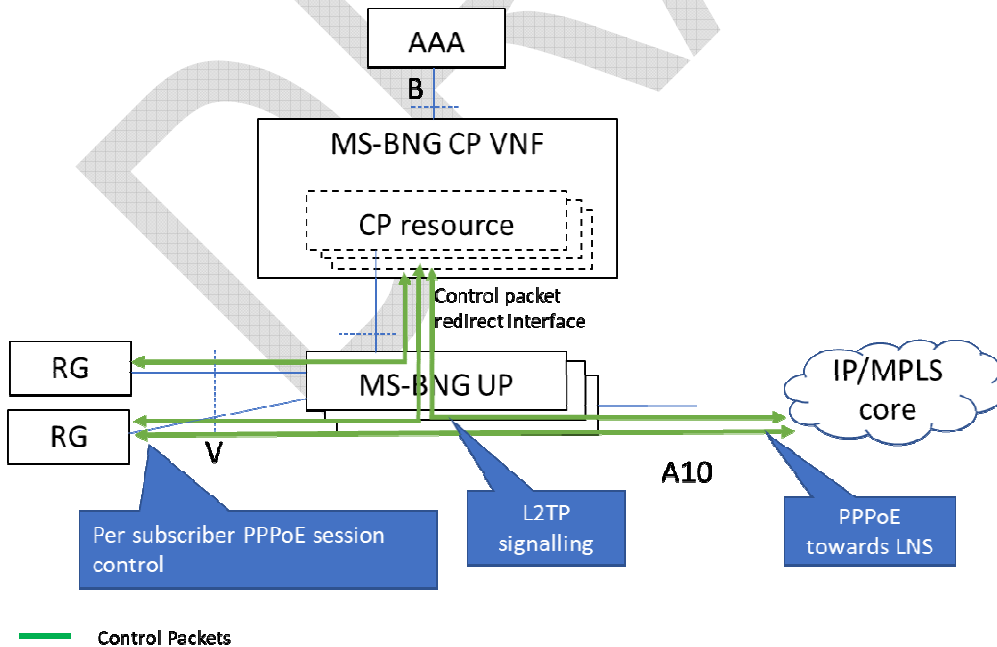 AAA
B
MS-BNG CP VNF
CP resource
Control packet
redirect interface
RG
MS-BNG UP
IP/MPLS
core
RG
V
A10
Per subscriber PPPoE session
control
L2TP
signalling
PPPoE
towards LNS
Control Packets